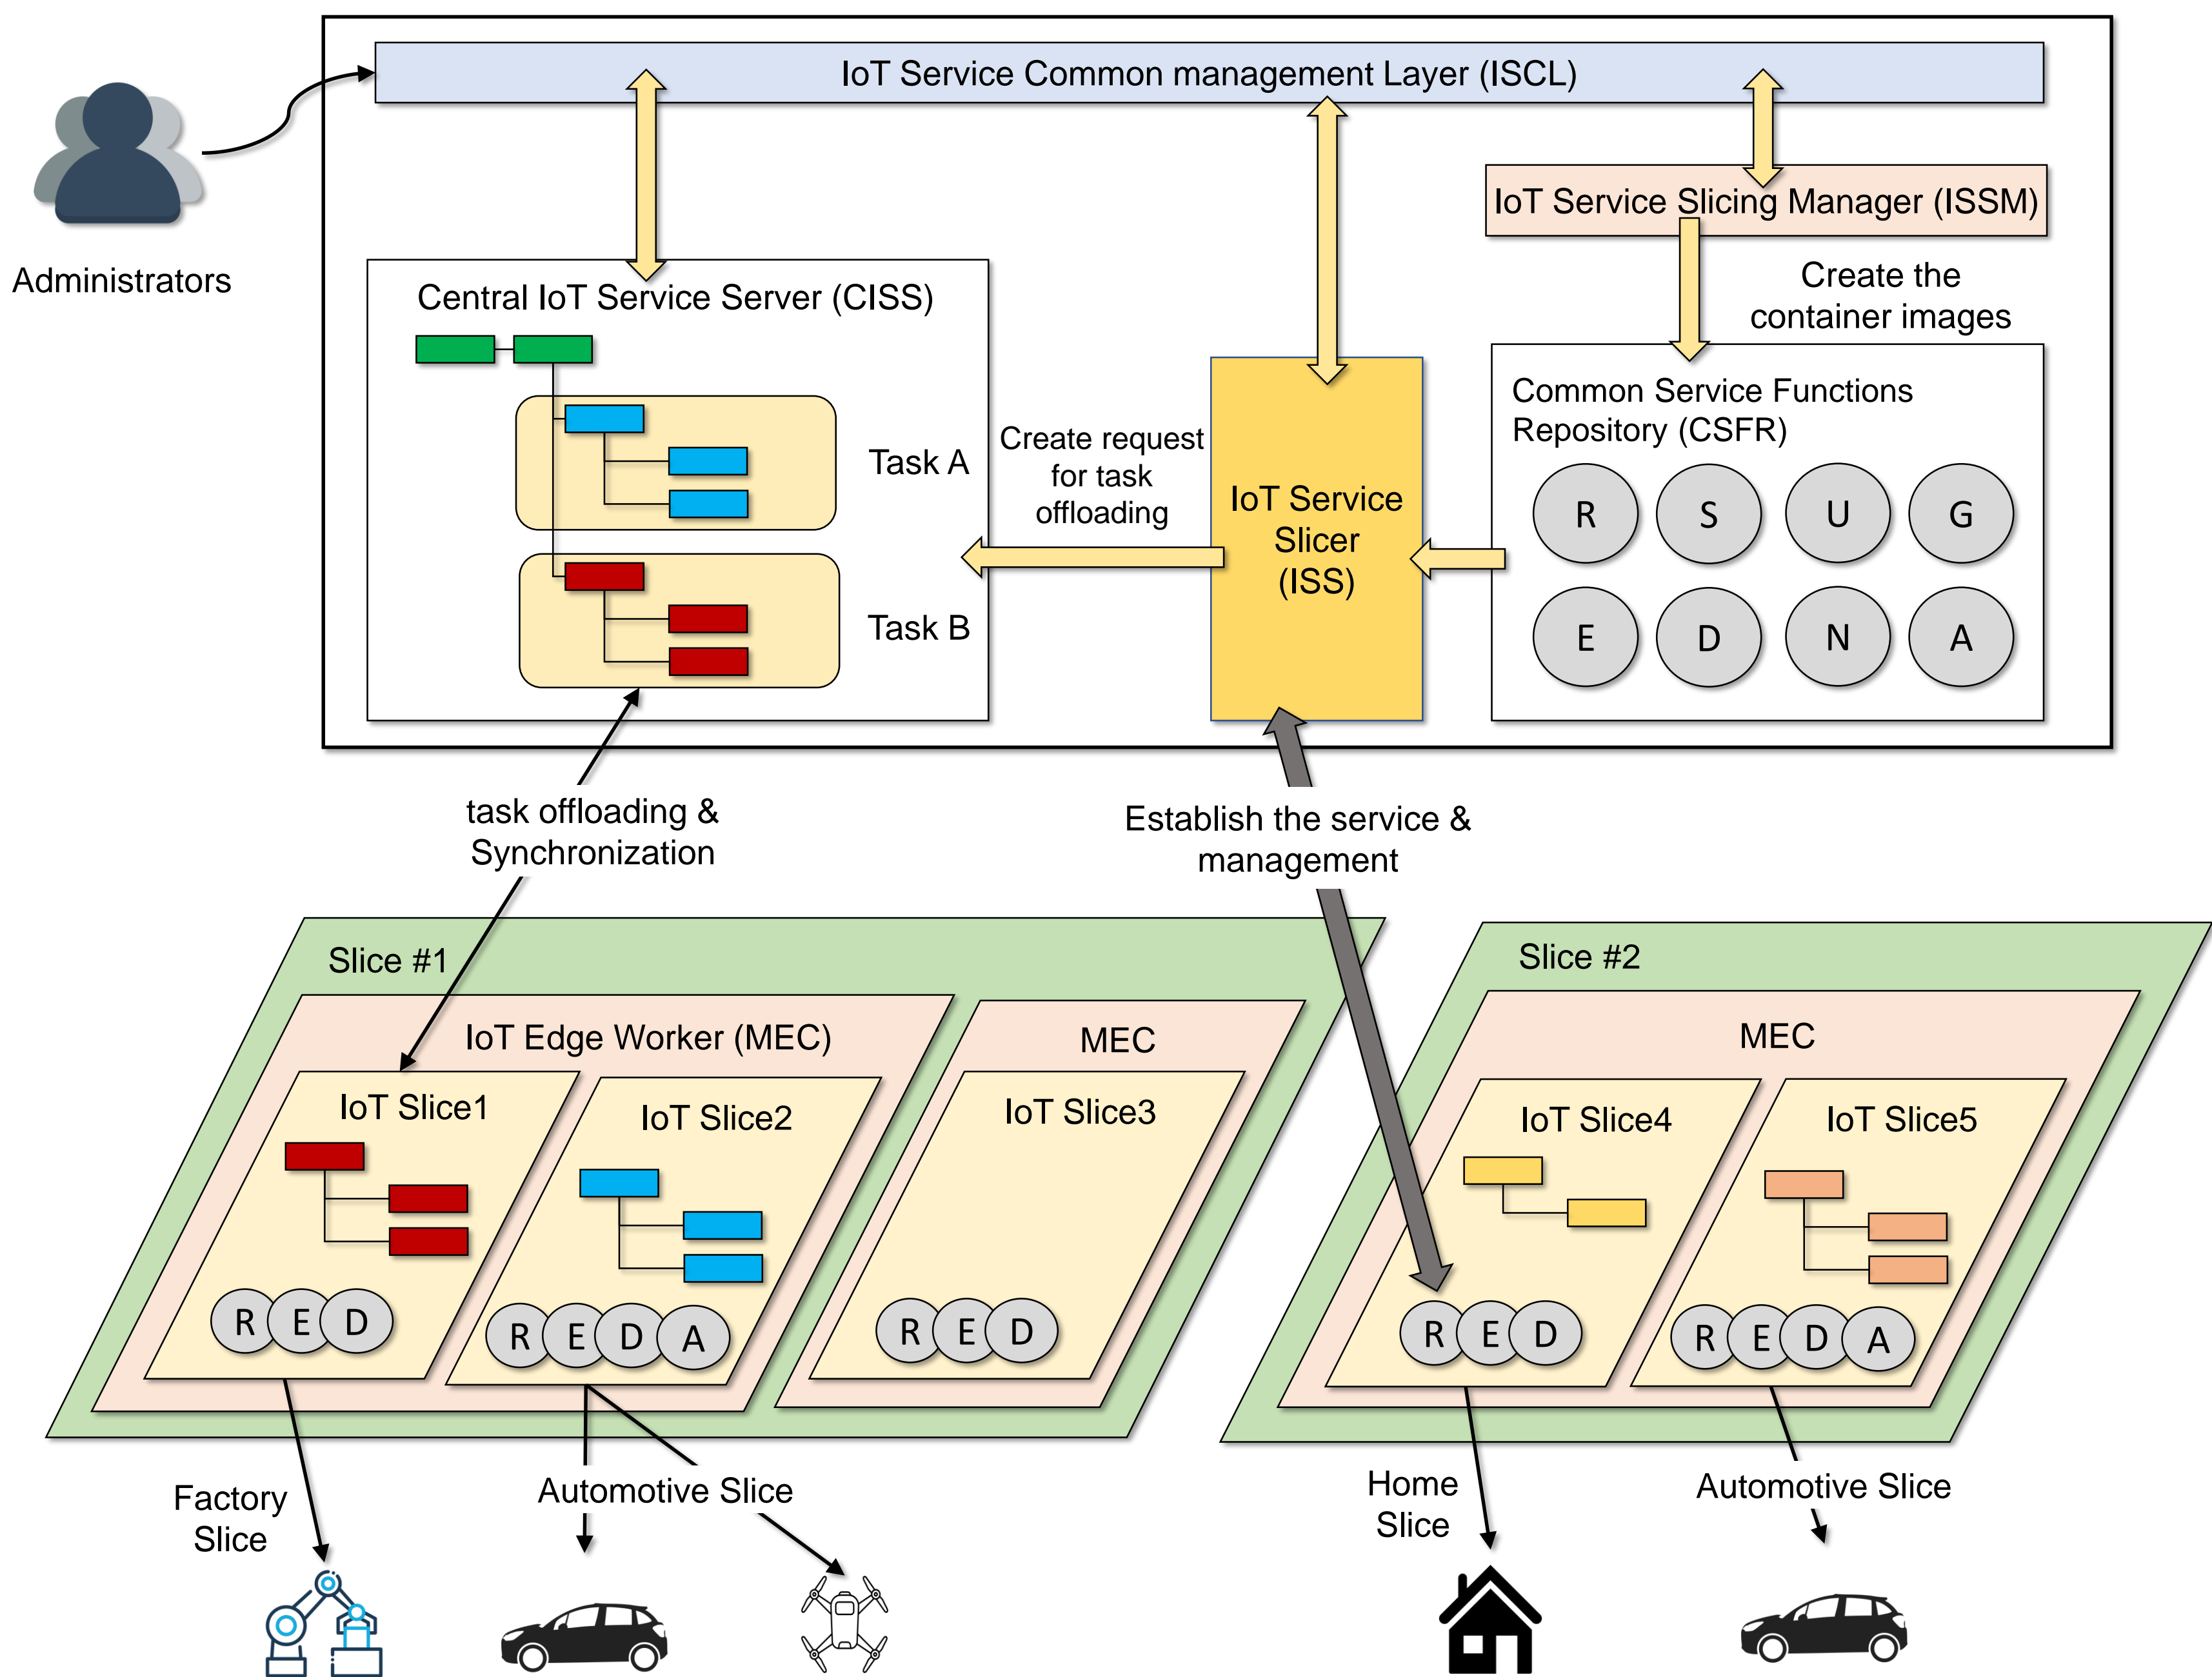 IoT Service Common management Layer (ISCL)
Administrators
IoT Service Slicing Manager (ISSM)
Create the
container images
Central IoT Service Server (CISS)
Task A
Task B
Create request
for task
offloading
IoT Service
Slicer
(ISS)
Common Service Functions
Repository (CSFR)
R S U G
E D N A
task offloading &
Synchronization
Establish the service &
management
Slice #1
IoT Edge Worker (MEC)
MEC
IoT Slice1
IoT Slice2
IoT Slice3
R E D
R E D A
R E D
Slice #2
MEC
IoT Slice4
IoT Slice5
R E D
R E D A
Factory
Slice
Automotive Slice
Home
Slice
Automotive Slice